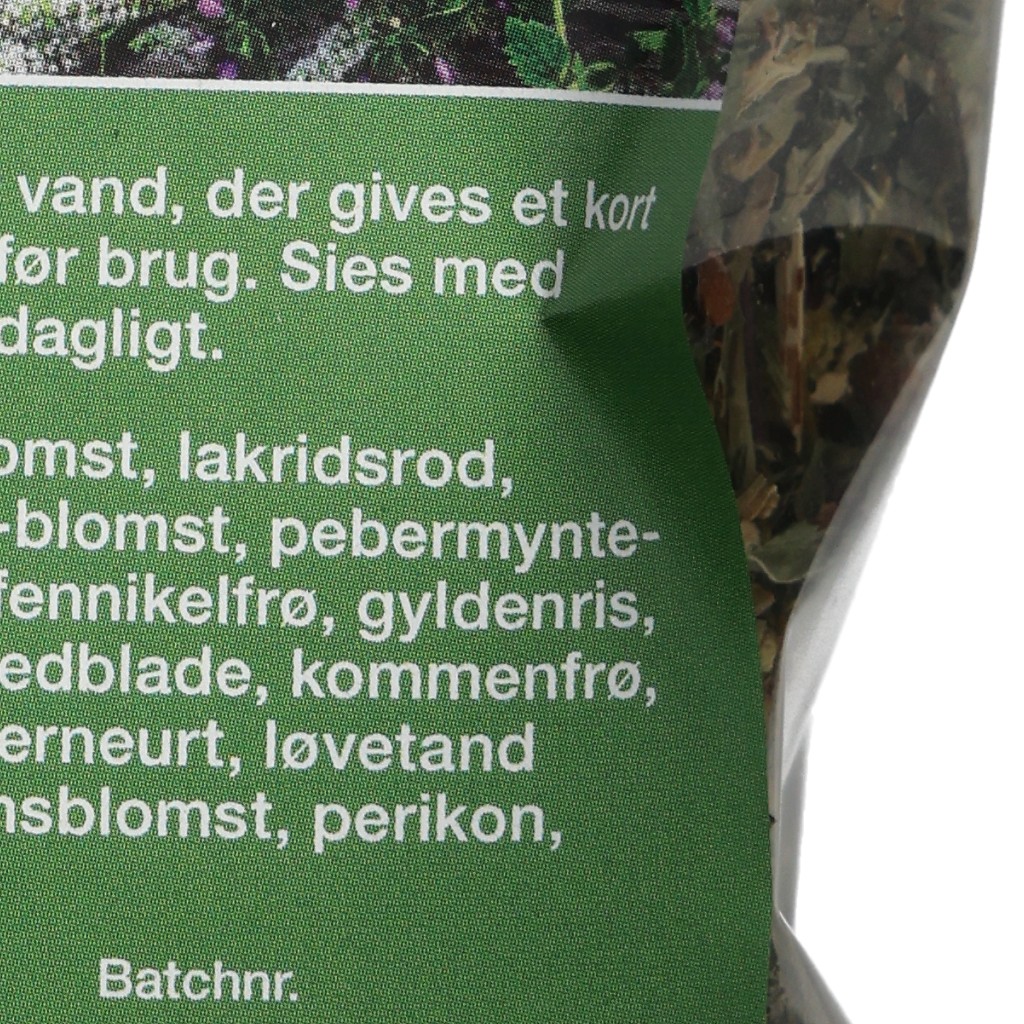 vand, der gives et kort
før brug. Sies med
dagligt.
omst, lakridsrod,
-blomst, pebermynte-
fennikelfrø, gyldenris,
edblade, kommenfrø,
erneurt, løvetand
nsblomst, perikon,
Batchnr.